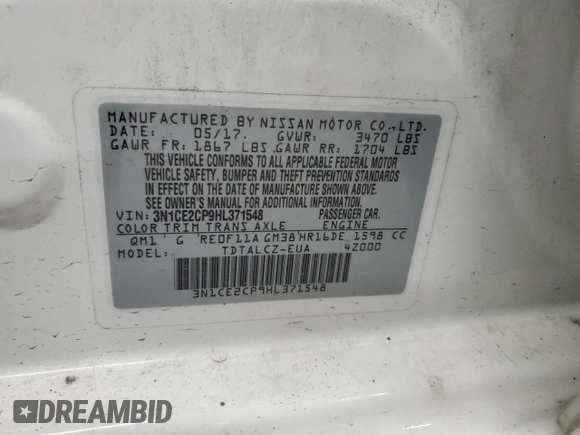 MANUFACTURED BY NISSAN MOTOR CO.,LTD.
DATE: 05/17. GVWR: 3470 LBS
GAWR FR: 1867 LBS.GAWR RR: 1704 LBS
THIS VEHICLE CONFORMS TO ALL APPLICABLE FEDERAL MOTOR
VEHICLE SAFETY, BUMPER AND THEFT PREVENTION STANDARDS
IN EFFECT ON THE DATE OF MANUFACTURE SHOWN ABOVE.
SEE OWNER'S MANUAL FOR ADDITIONAL INFORMATION.
VIN: 3N1CE2CP9HL371548 PASSENGER CAR.
COLOR TRIM TRANS AXLE ENGINE
QM1 G REOF11A GM38 HR16DE 1598 CC
MODEL: TDTALCZ-EUA 42000
3N1CE2CP9HL371548
DREAMBID